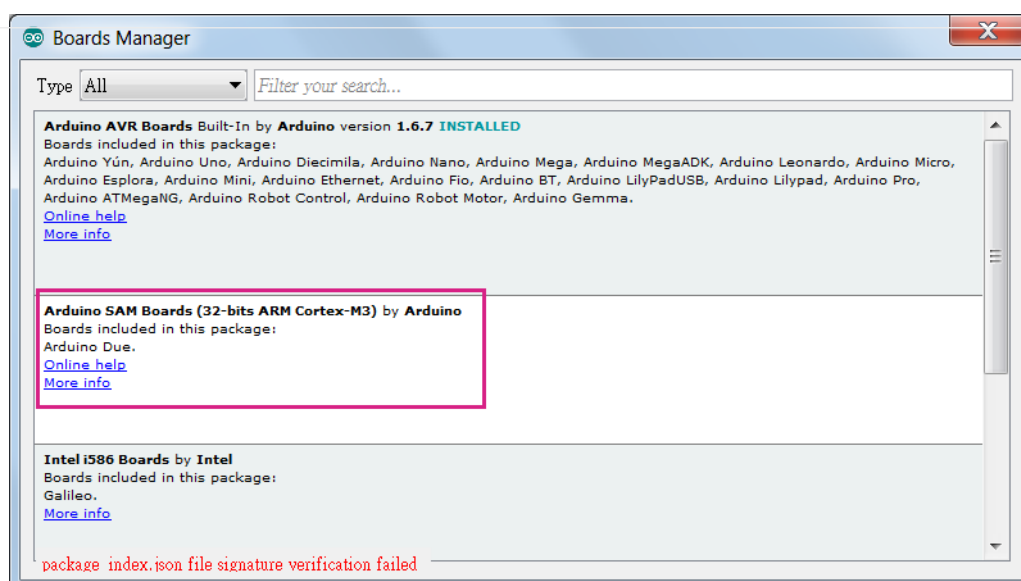 Boards Manager
Type All Filter your search...
Arduino AVR Boards Built-In by Arduino version 1.6.7 INSTALLED
Boards included in this package:
Arduino Yún, Arduino Uno, Arduino Diecimila, Arduino Nano, Arduino Mega, Arduino MegaADK, Arduino Leonardo, Arduino Micro,
Arduino Esplora, Arduino Mini, Arduino Ethernet, Arduino Fio, Arduino BT, Arduino LilyPadUSB, Arduino Lilypad, Arduino Pro,
Arduino ATMegaNG, Arduino Robot Control, Arduino Robot Motor, Arduino Gemma.
Online help
More info
Arduino SAM Boards (32-bits ARM Cortex-M3) by Arduino
Boards included in this package:
Arduino Due.
Online help
More info
Intel i586 Boards by Intel
Boards included in this package:
Galileo.
More info
package_index.json file signature verification failed